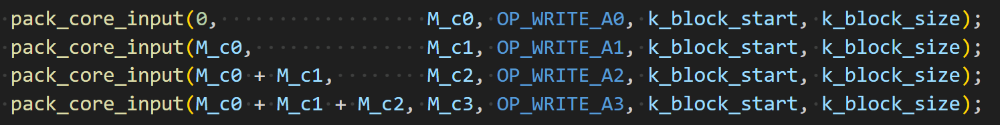 pack_core_input(0,                   M_c0, OP_WRITE_A0, k_block_start, k_block_size);
pack_core_input(M_c0,                M_c1, OP_WRITE_A1, k_block_start, k_block_size);
pack_core_input(M_c0 + M_c1,         M_c2, OP_WRITE_A2, k_block_start, k_block_size);
pack_core_input(M_c0 + M_c1 + M_c2, M_c3, OP_WRITE_A3, k_block_start, k_block_size);